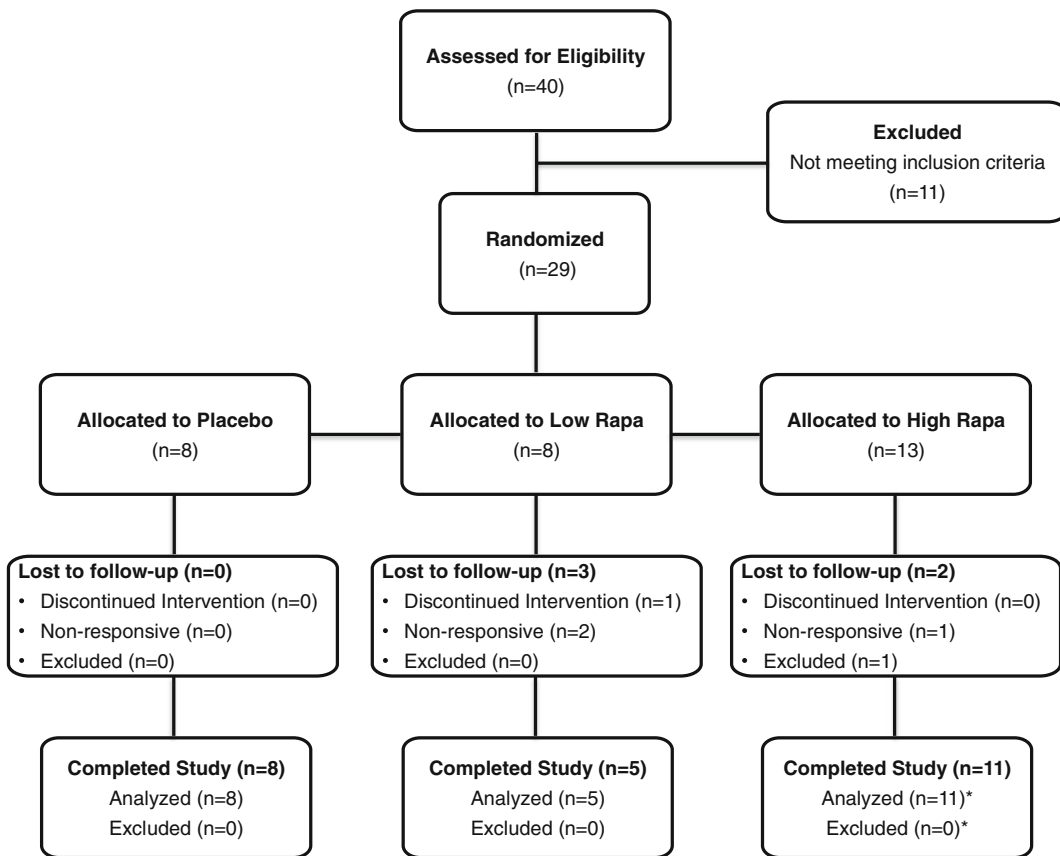 Assessed for Eligibility
(n=40)
Excluded
Not meeting inclusion criteria
(n=11)
Randomized
(n=29)
Allocated to Placebo
(n=8)
Allocated to Low Rapa
(n=8)
Allocated to High Rapa
(n=13)
Lost to follow-up (n=0)
• Discontinued Intervention (n=0)
• Non-responsive (n=0)
• Excluded (n=0)
Lost to follow-up (n=3)
• Discontinued Intervention (n=1)
• Non-responsive (n=2)
• Excluded (n=0)
Lost to follow-up (n=2)
• Discontinued Intervention (n=0)
• Non-responsive (n=1)
• Excluded (n=1)
Completed Study (n=8)
Analyzed (n=8)
Excluded (n=0)
Completed Study (n=5)
Analyzed (n=5)
Excluded (n=0)
Completed Study (n=11)
Analyzed (n=11)*
Excluded (n=0)*